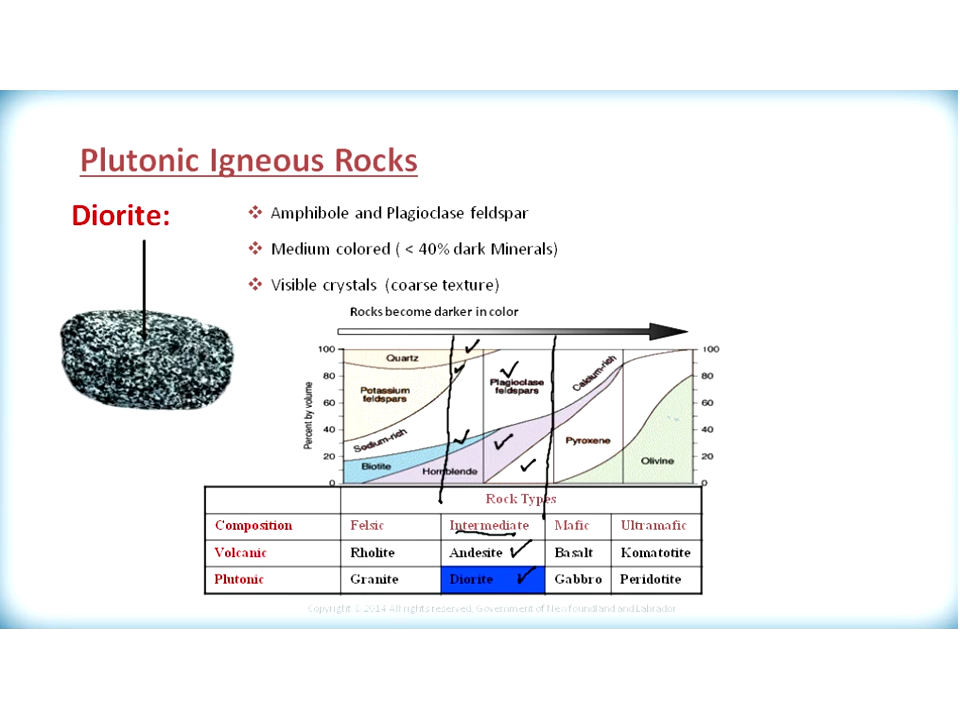 Plutonic Igneous Rocks
Diorite:
❖ Amphibole and Plagioclase feldspar
❖ Medium colored ( < 40% dark Minerals)
❖ Visible crystals (coarse texture)
Rocks become darker in color
100 100
Quartz
80 80
Plagioclase feldspars
Calcium-rich
Potassium feldspars
Percent by volume
60 60
40 40
Sodium-rich
Pyroxene
20 20
Biotite Hornblende Olivine
0 0
Rock Types
Composition Felsic Intermediate Mafic Ultramafic
Volcanic Rholite Andesite Basalt Komatotite
Plutonic Granite Diorite Gabbro Peridotite
Copyright © 2014 All rights reserved, Government of Newfoundland and Labrador